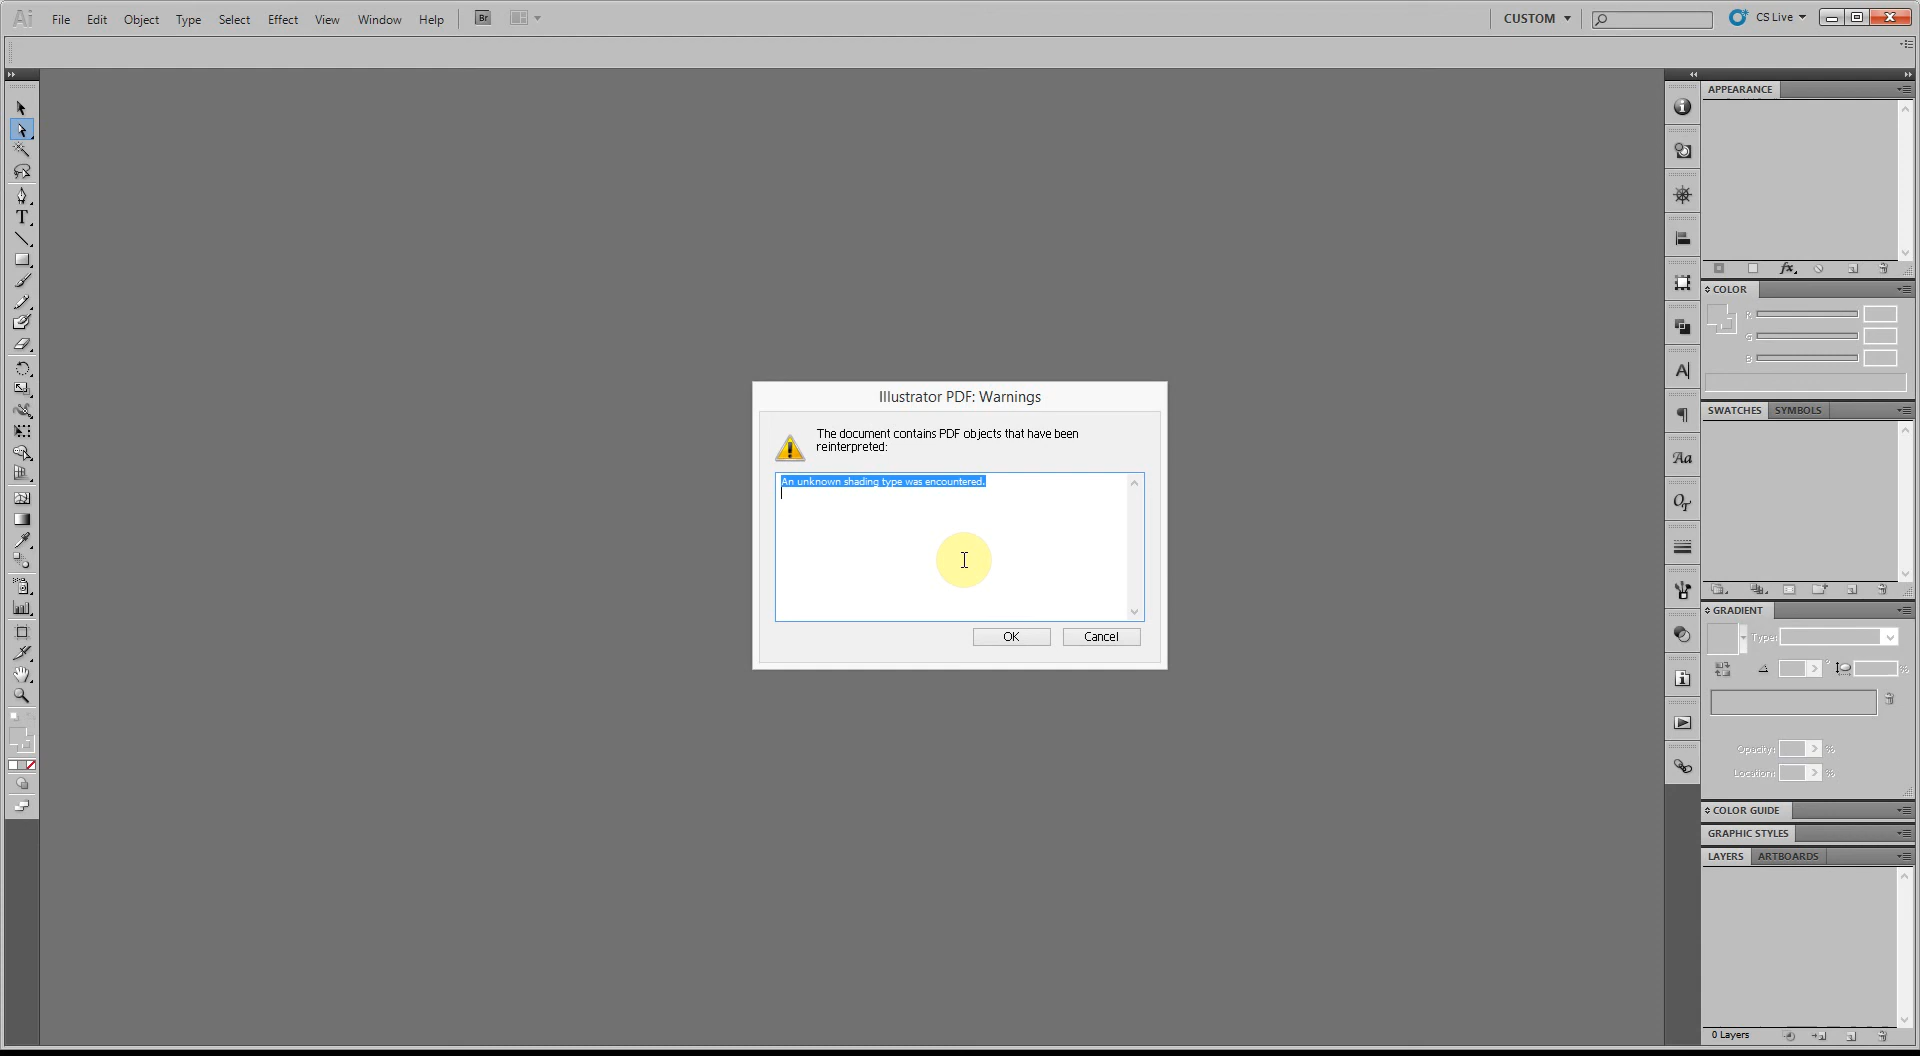 Ai File Edit Object Type Select Effect View Window Help Br CUSTOM CS Live
APPEARANCE
fx
COLOR
R
G
B
SWATCHES SYMBOLS
Illustrator PDF: Warnings
The document contains PDF objects that have been
reinterpreted:
An unknown shading type was encountered.
OK Cancel
GRADIENT
Type:
%
Opacity: %
Location: %
COLOR GUIDE
GRAPHIC STYLES
LAYERS ARTBOARDS
0 Layers